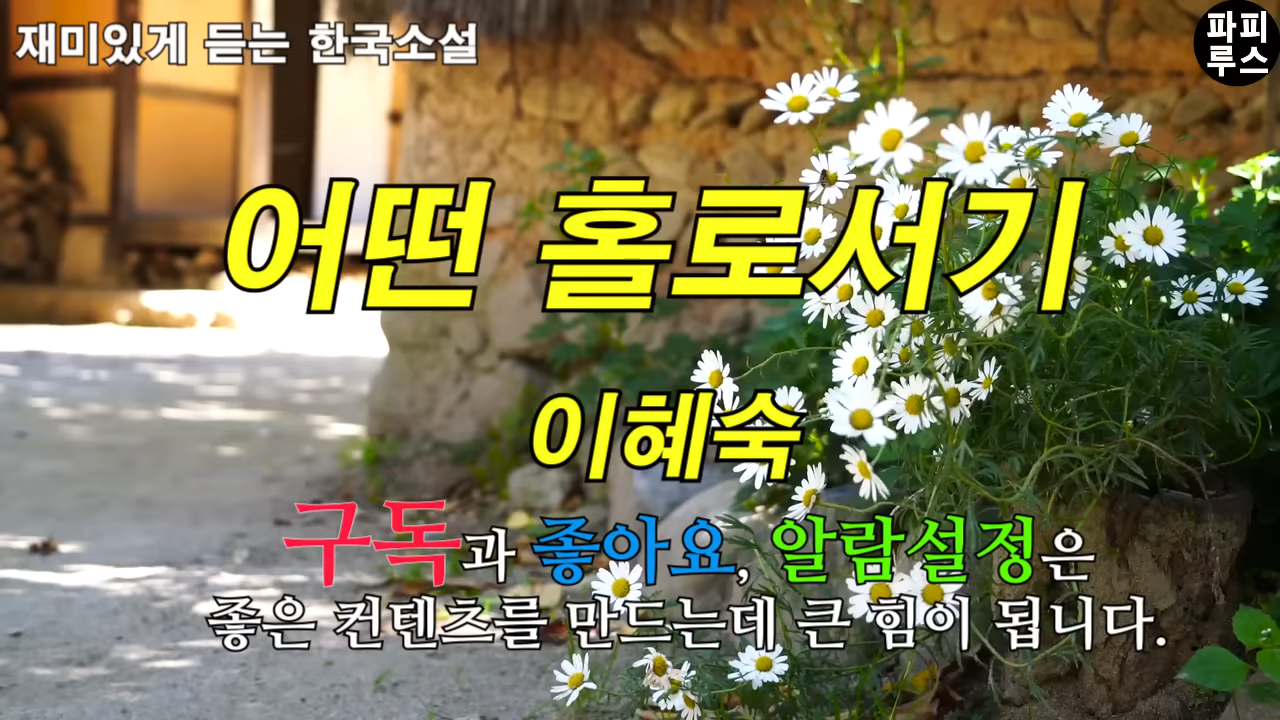 재미있게 듣는 한국소설
파피
루스
어떤 홀로서기
이혜숙
구독과 좋아요, 알람설정은
좋은 컨텐츠를 만드는데 큰 힘이 됩니다.